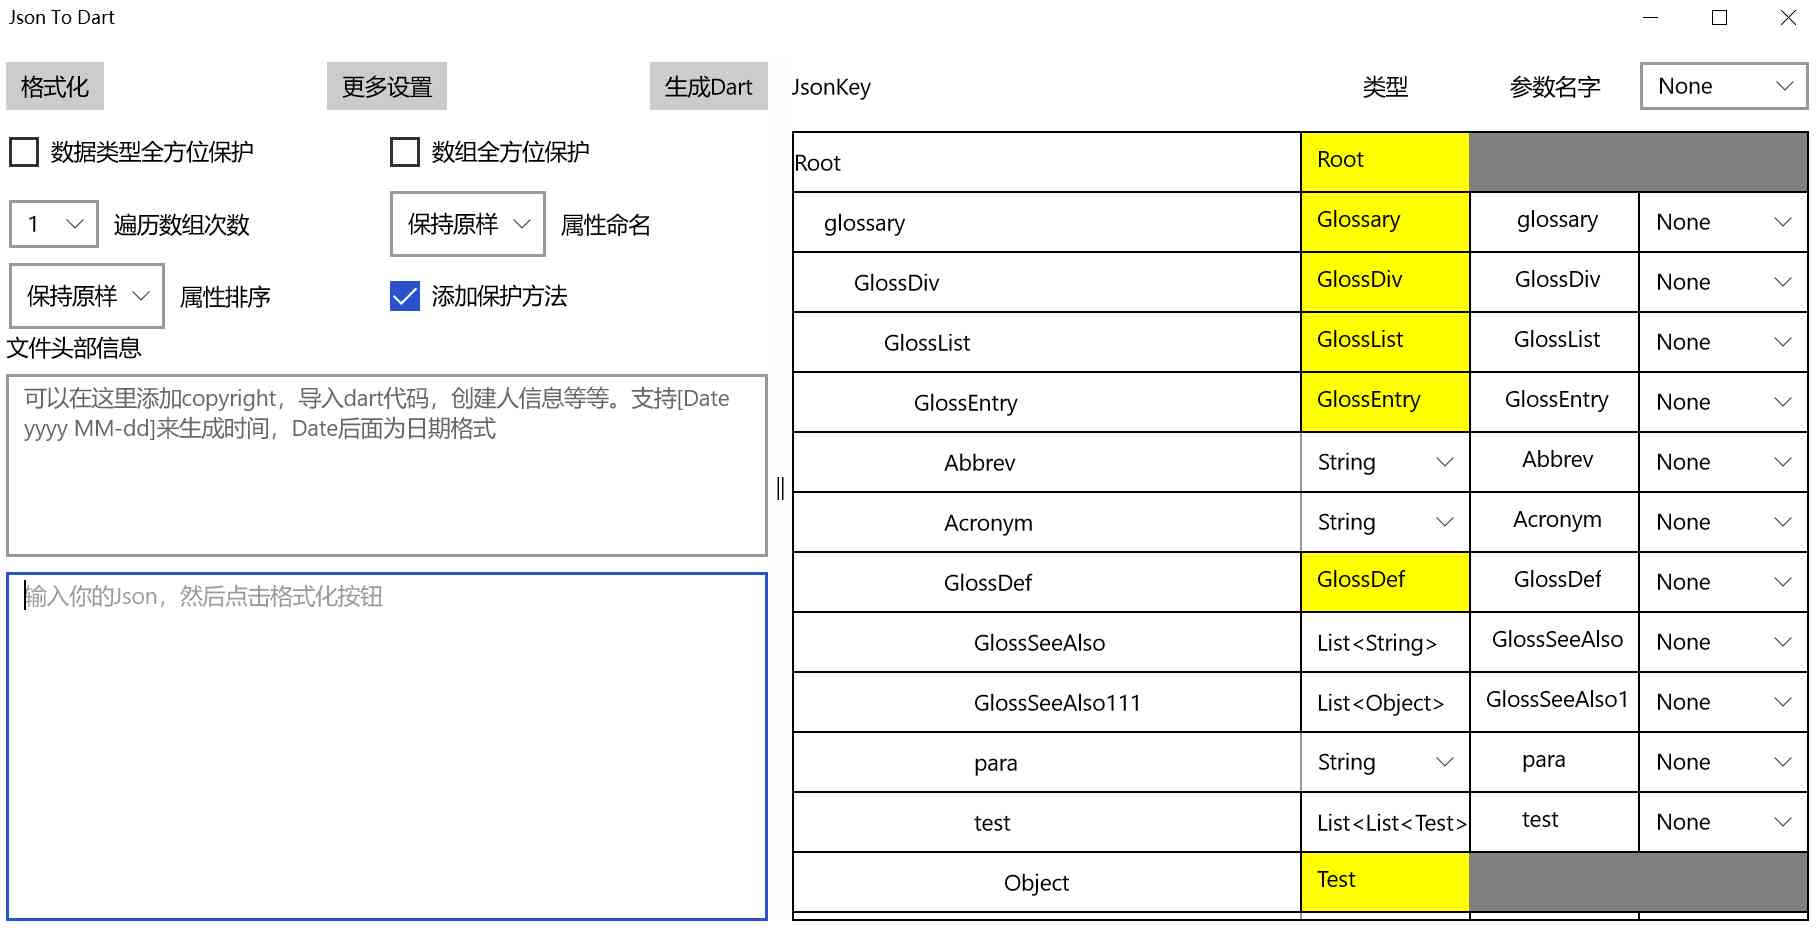 Json To Dart
格式化
更多设置
生成Dart
数据类型全方位保护
数组全方位保护
1
遍历数组次数
保持原样
属性命名
保持原样
属性排序
添加保护方法
文件头部信息
可以在这里添加copyright，导入dart代码，创建人信息等等。支持[Date
yyyy MM-dd]来生成时间，Date后面为日期格式
输入你的Json，然后点击格式化按钮
JsonKey 类型 参数名字 None
Root Root
glossary Glossary glossary None
GlossDiv GlossDiv GlossDiv None
GlossList GlossList GlossList None
GlossEntry GlossEntry GlossEntry None
Abbrev String Abbrev None
Acronym String Acronym None
GlossDef GlossDef GlossDef None
GlossSeeAlso List<String> GlossSeeAlso None
GlossSeeAlso111 List<Object> GlossSeeAlso1 None
para String para None
test List<List<Test> test None
Object Test